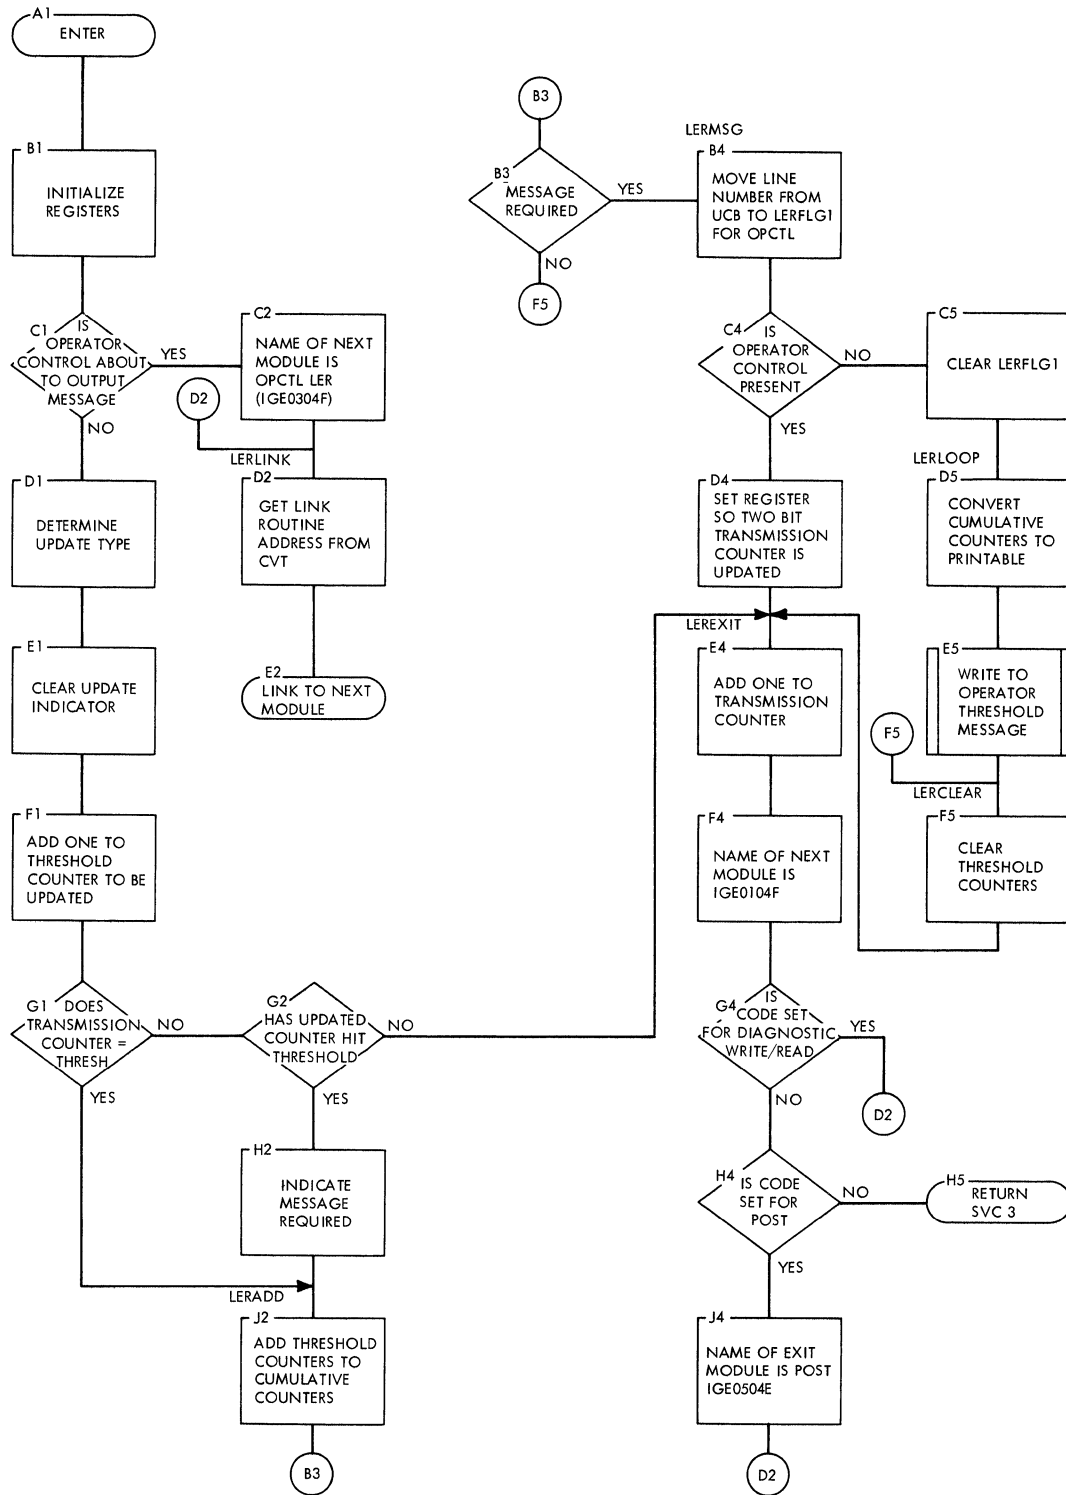 A1
ENTER
B1
INITIALIZE
REGISTERS
C1
IS
OPERATOR
CONTROL ABOUT
TO OUTPUT
MESSAGE
YES
NO
C2
NAME OF NEXT
MODULE IS
OPCTL LER
(IGE0304F)
D2
LERLINK
D2
GET LINK
ROUTINE
ADDRESS FROM
CVT
E2
LINK TO NEXT
MODULE
D1
DETERMINE
UPDATE TYPE
E1
CLEAR UPDATE
INDICATOR
F1
ADD ONE TO
THRESHOLD
COUNTER TO BE
UPDATED
G1
DOES
TRANSMISSION
COUNTER =
THRESH
NO
YES
G2
HAS UPDATED
COUNTER HIT
THRESHOLD
NO
YES
H2
INDICATE
MESSAGE
REQUIRED
LERADD
J2
ADD THRESHOLD
COUNTERS TO
CUMULATIVE
COUNTERS
B3
B3
B3
MESSAGE
REQUIRED
YES
NO
F5
LERMSG
B4
MOVE LINE
NUMBER FROM
UCB TO LERFLG1
FOR OPCTL
C4
IS
OPERATOR
CONTROL
PRESENT
NO
YES
C5
CLEAR LERFLG1
LERLOOP
D5
CONVERT
CUMULATIVE
COUNTERS TO
PRINTABLE
E5
WRITE TO
OPERATOR
THRESHOLD
MESSAGE
F5
LERCLEAR
F5
CLEAR
THRESHOLD
COUNTERS
D4
SET REGISTER
SO TWO BIT
TRANSMISSION
COUNTER IS
UPDATED
LEREXIT
E4
ADD ONE TO
TRANSMISSION
COUNTER
F4
NAME OF NEXT
MODULE IS
IGE0104F
G4
IS
CODE SET
FOR DIAGNOSTIC
WRITE/READ
YES
D2
NO
H4
IS CODE
SET FOR
POST
NO
H5
RETURN
SVC 3
YES
J4
NAME OF EXIT
MODULE IS POST
IGE0504E
D2